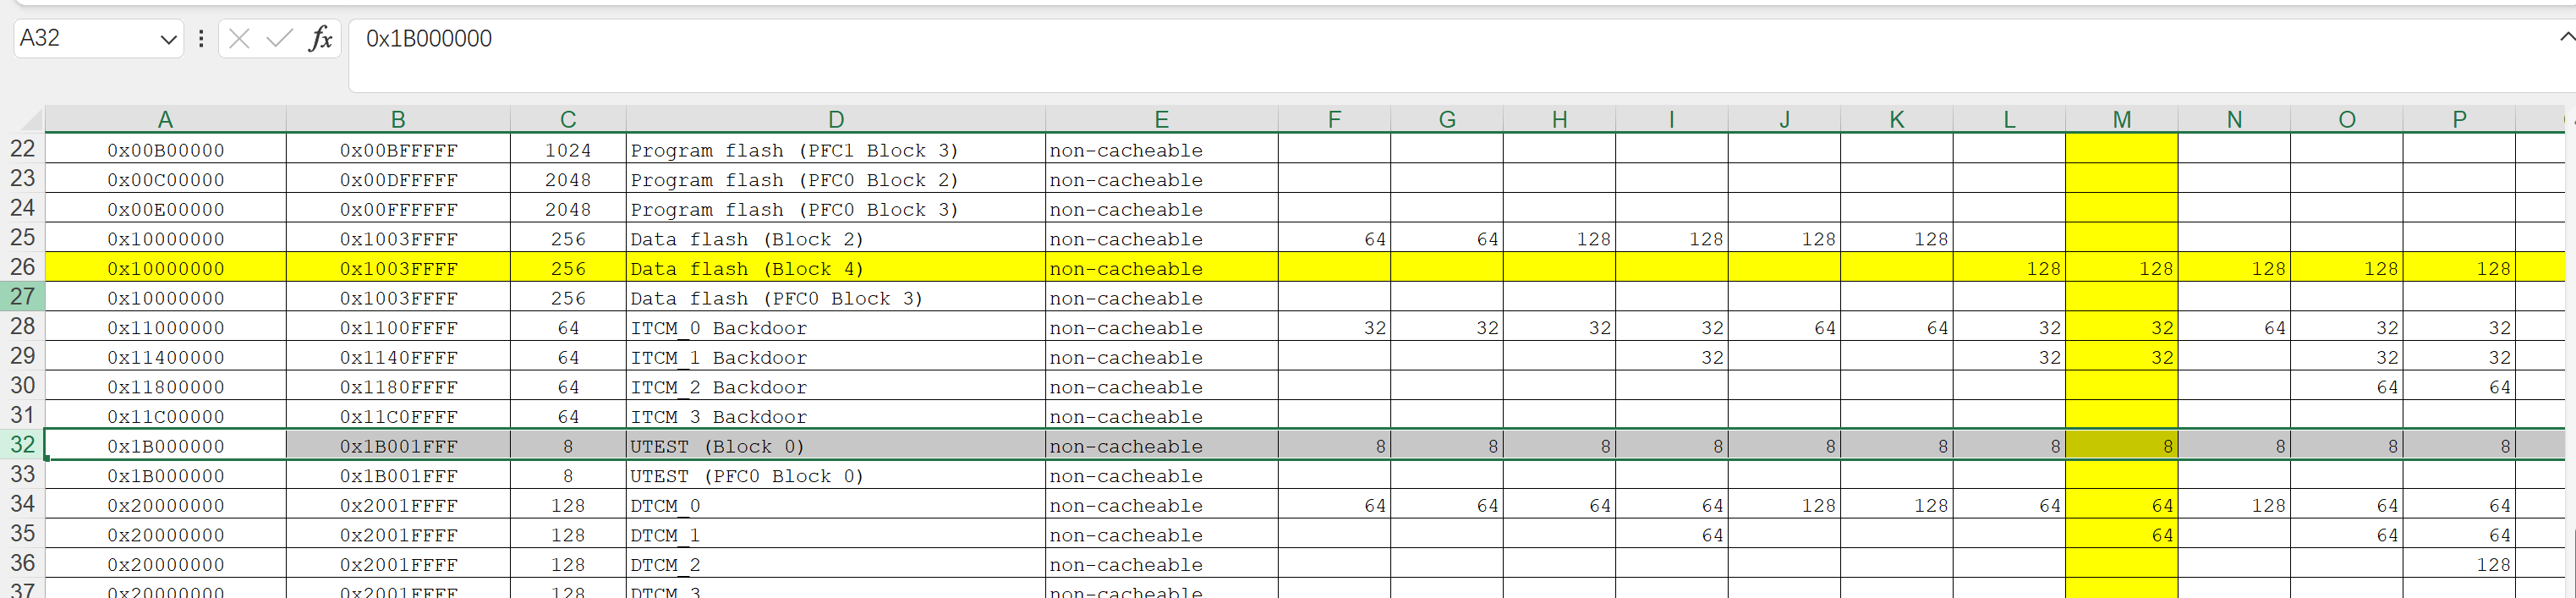 A32 fx 0x1B000000
A B C D E F G H I J K L M N O P
22 0x00B00000 0x00BFFFFF 1024 Program flash (PFC1 Block 3) non-cacheable
23 0x00C00000 0x00DFFFFF 2048 Program flash (PFC0 Block 2) non-cacheable
24 0x00E00000 0x00FFFFFF 2048 Program flash (PFC0 Block 3) non-cacheable
25 0x10000000 0x1003FFFF 256 Data flash (Block 2) non-cacheable 64 64 128 128 128 128
26 0x10000000 0x1003FFFF 256 Data flash (Block 4) non-cacheable 128 128 128 128 128
27 0x10000000 0x1003FFFF 256 Data flash (PFC0 Block 3) non-cacheable
28 0x11000000 0x1100FFFF 64 ITCM_0 Backdoor non-cacheable 32 32 32 32 64 64 32 32 64 32 32
29 0x11400000 0x1140FFFF 64 ITCM_1 Backdoor non-cacheable 32 32 32 32 32
30 0x11800000 0x1180FFFF 64 ITCM_2 Backdoor non-cacheable 64 64
31 0x11C00000 0x11C0FFFF 64 ITCM_3 Backdoor non-cacheable
32 0x1B000000 0x1B001FFF 8 UTEST (Block 0) non-cacheable 8 8 8 8 8 8 8 8 8 8 8
33 0x1B000000 0x1B001FFF 8 UTEST (PFC0 Block 0) non-cacheable
34 0x20000000 0x2001FFFF 128 DTCM_0 non-cacheable 64 64 64 64 128 128 64 64 128 64 64
35 0x20000000 0x2001FFFF 128 DTCM_1 non-cacheable 64 64 64 64
36 0x20000000 0x2001FFFF 128 DTCM_2 non-cacheable 128
37 0x20000000 0x2001FFFF 128 DTCM_3 non-cacheable